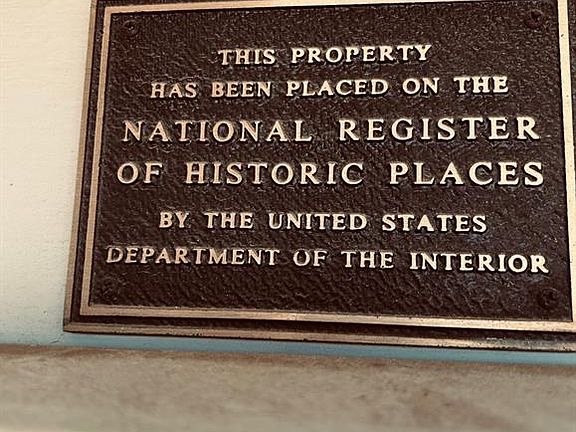 THIS PROPERTY
HAS BEEN PLACED ON THE
NATIONAL REGISTER
OF HISTORIC PLACES
BY THE UNITED STATES
DEPARTMENT OF THE INTERIOR